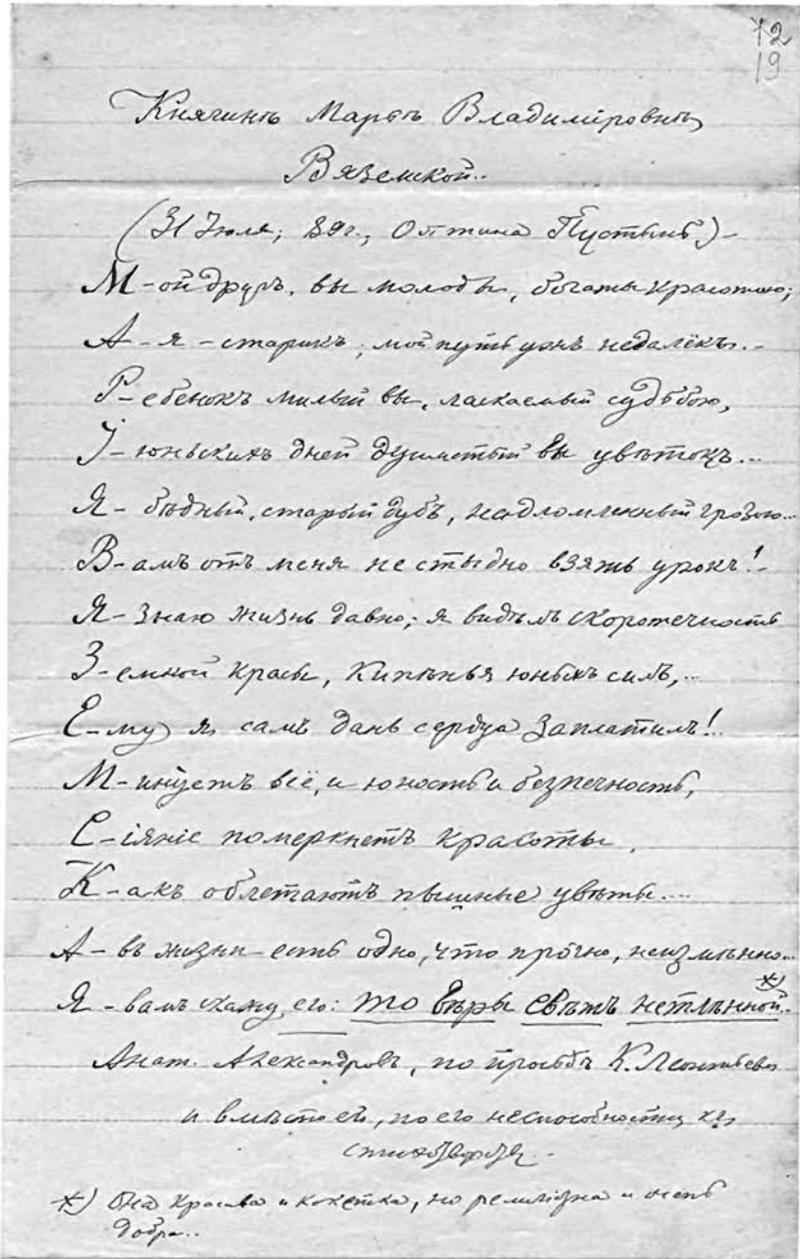 72
19
Княгинѣ Марьѣ Владиміровнѣ
Вяземской..
(31 Іюля; 89 г., Оптина Пустынь) -
М-ой другъ, вы молоды, богаты красотою;
А - я - старикъ; мой путь ужъ недалёкъ. -
Р-ебенокъ милый вы, ласкаемый судьбою,
І - юньскихъ дней душистый вы цвѣтокъ...
Я - бѣдный, старый дубъ, надломленный грозою...
В-амъ отъ меня не стыдно взять урокъ! -
Я - знаю жизнь давно; я видѣлъ скоротечность
З-емной красы, кипѣнья юныхъ силъ,...
Е-му я самъ дань сердца заплатилъ!..
М-инуетъ всё, и юность и безпечность,
С-іяніе померкнетъ красоты,
К-акъ облетаютъ пышные цвѣты....
А - въ жизни есть одно, что прочно, неизмѣнно...
Я - вамъ скажу его: то Вѣры свѣтъ нетлѣнной. *)
Анат. Александровъ, по просьбѣ К. Леонтьева
и вмѣсто его, по его неспособности къ
*) Она красива и кокетка, но религіозна и очень
добра..